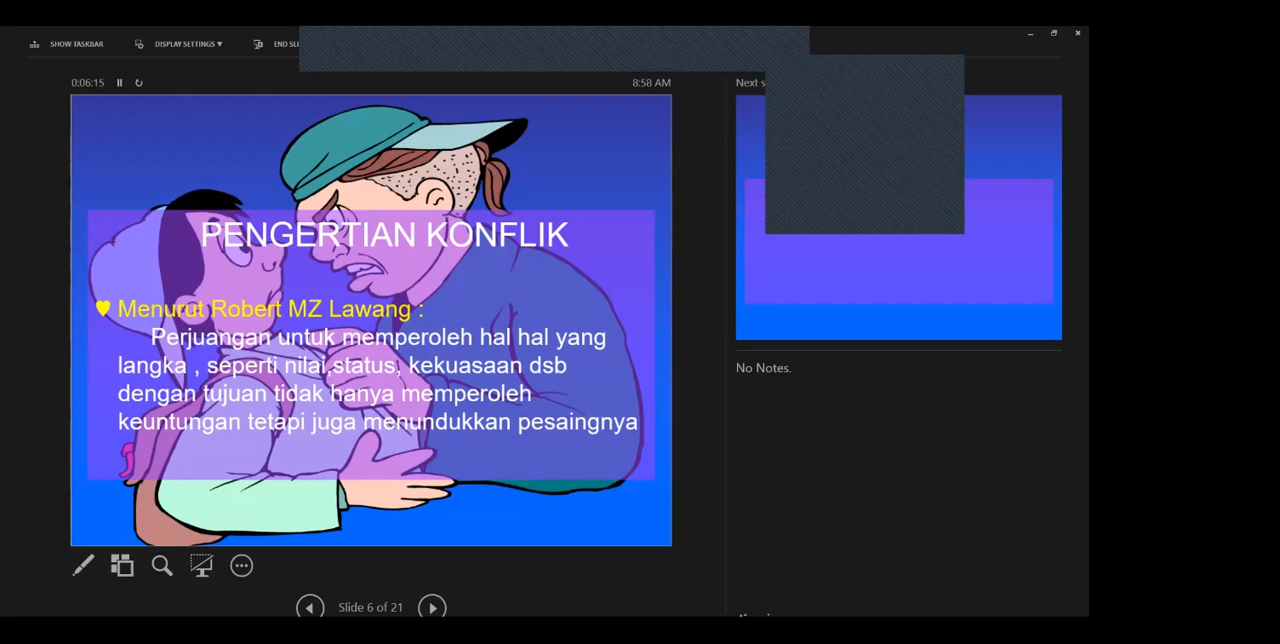 SHOW TASKBAR
DISPLAY SETTINGS ▼
END
0:06:15
8:58 AM
Next
PENGERTIAN KONFLIK
Menurut Robert MZ Lawang :
Perjuangan untuk memperoleh hal hal yang
langka , seperti nilai,status, kekuasaan dsb
dengan tujuan tidak hanya memperoleh
keuntungan tetapi juga menundukkan pesaingnya
No Notes.
Slide 6 of 21